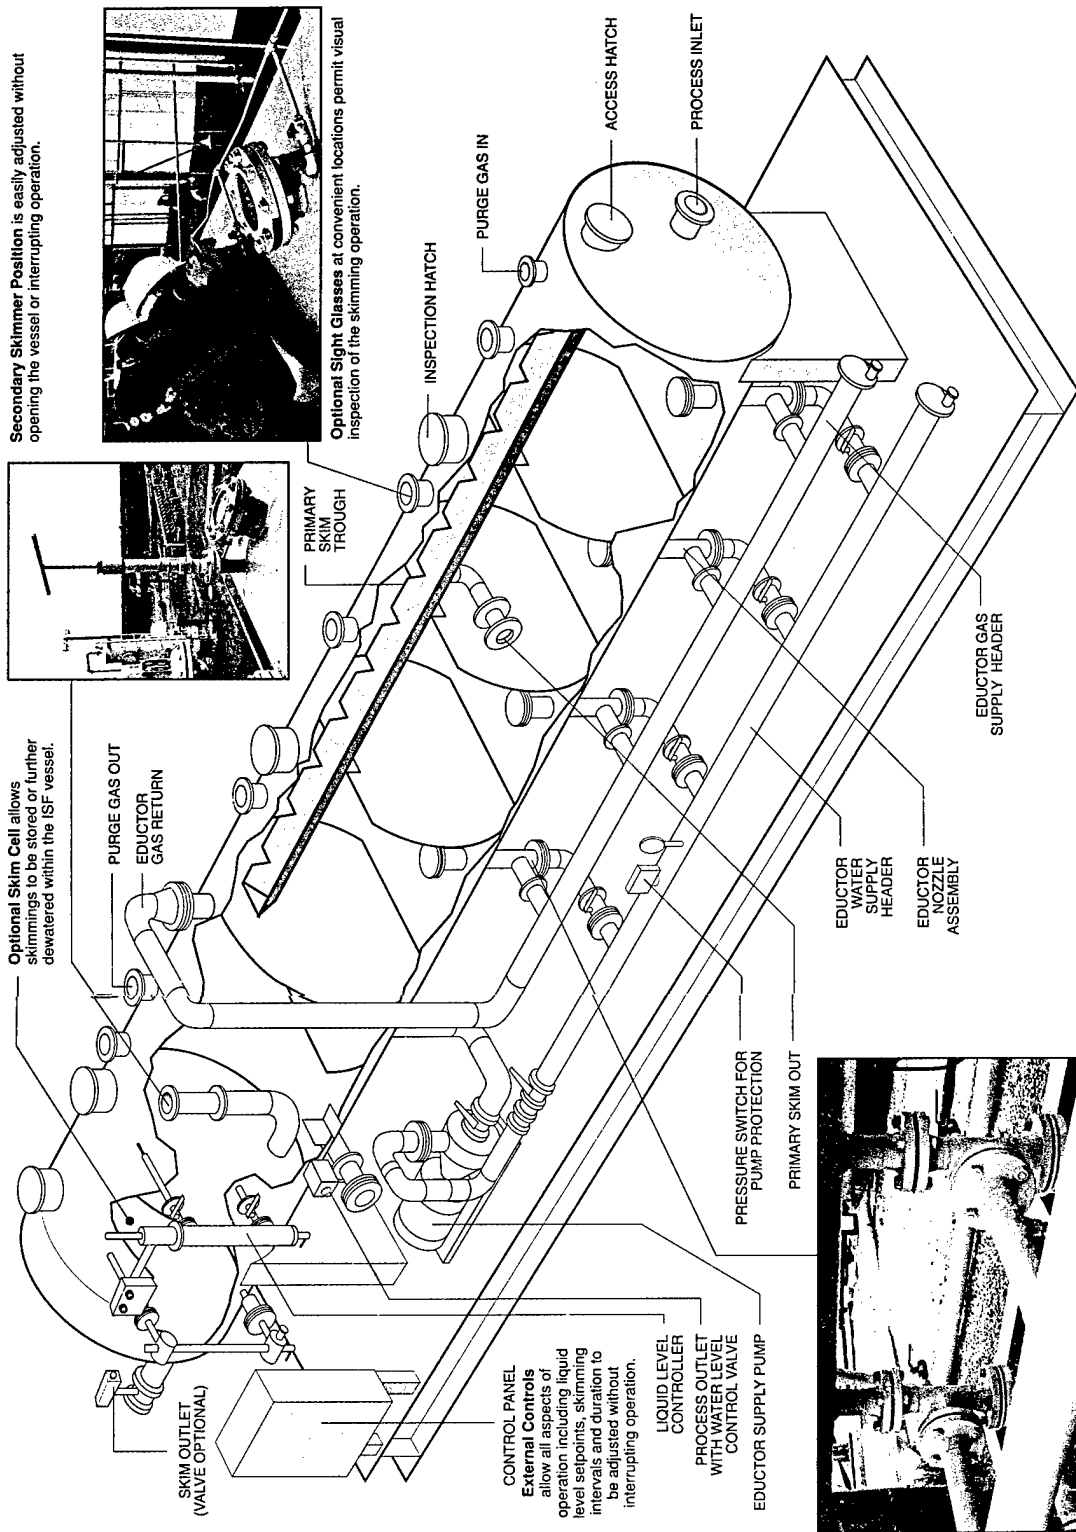 Secondary Skimmer Position is easily adjusted without
opening the vessel or interrupting operation.
Optional Sight Glasses at convenient locations permit visual
inspection of the skimming operation.
Optional Skim Cell allows
skimmings to be stored or further
dewatered within the ISF vessel.
PURGE GAS OUT
EDUCTOR
GAS RETURN
PRIMARY
SKIM
TROUGH
INSPECTION HATCH
PURGE GAS IN
ACCESS HATCH
PROCESS INLET
SKIM OUTLET
(VALVE OPTIONAL)
CONTROL PANEL
External Controls
allow all aspects of
operation including liquid
level setpoints, skimming
intervals and duration to
be adjusted without
interrupting operation.
LIQUID LEVEL
CONTROLLER
PROCESS OUTLET
WITH WATER LEVEL
CONTROL VALVE
EDUCTOR SUPPLY PUMP
PRESSURE SWITCH FOR
PUMP PROTECTION
PRIMARY SKIM OUT
EDUCTOR
WATER
SUPPLY
HEADER
EDUCTOR
NOZZLE
ASSEMBLY
EDUCTOR GAS
SUPPLY HEADER